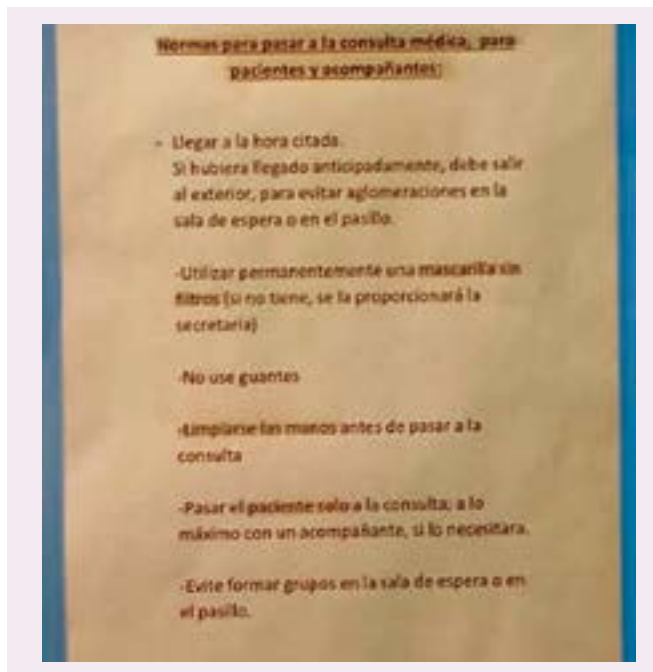 Normas para pasar a la consulta médica, para
pacientes y acompañantes:
- Llegar a la hora citada.
Si hubiera llegado anticipadamente, debe salir
al exterior, para evitar aglomeraciones en la
sala de espera o en el pasillo.
-Utilizar permanentemente una mascarilla sin
filtros (si no tiene, se la proporcionará la
secretaria)
-No use guantes
-Limpiarse las manos antes de pasar a la
consulta
-Pasar el paciente solo a la consulta; a lo
máximo con un acompañante, si lo necesitara.
-Evite formar grupos en la sala de espera o en
el pasillo.